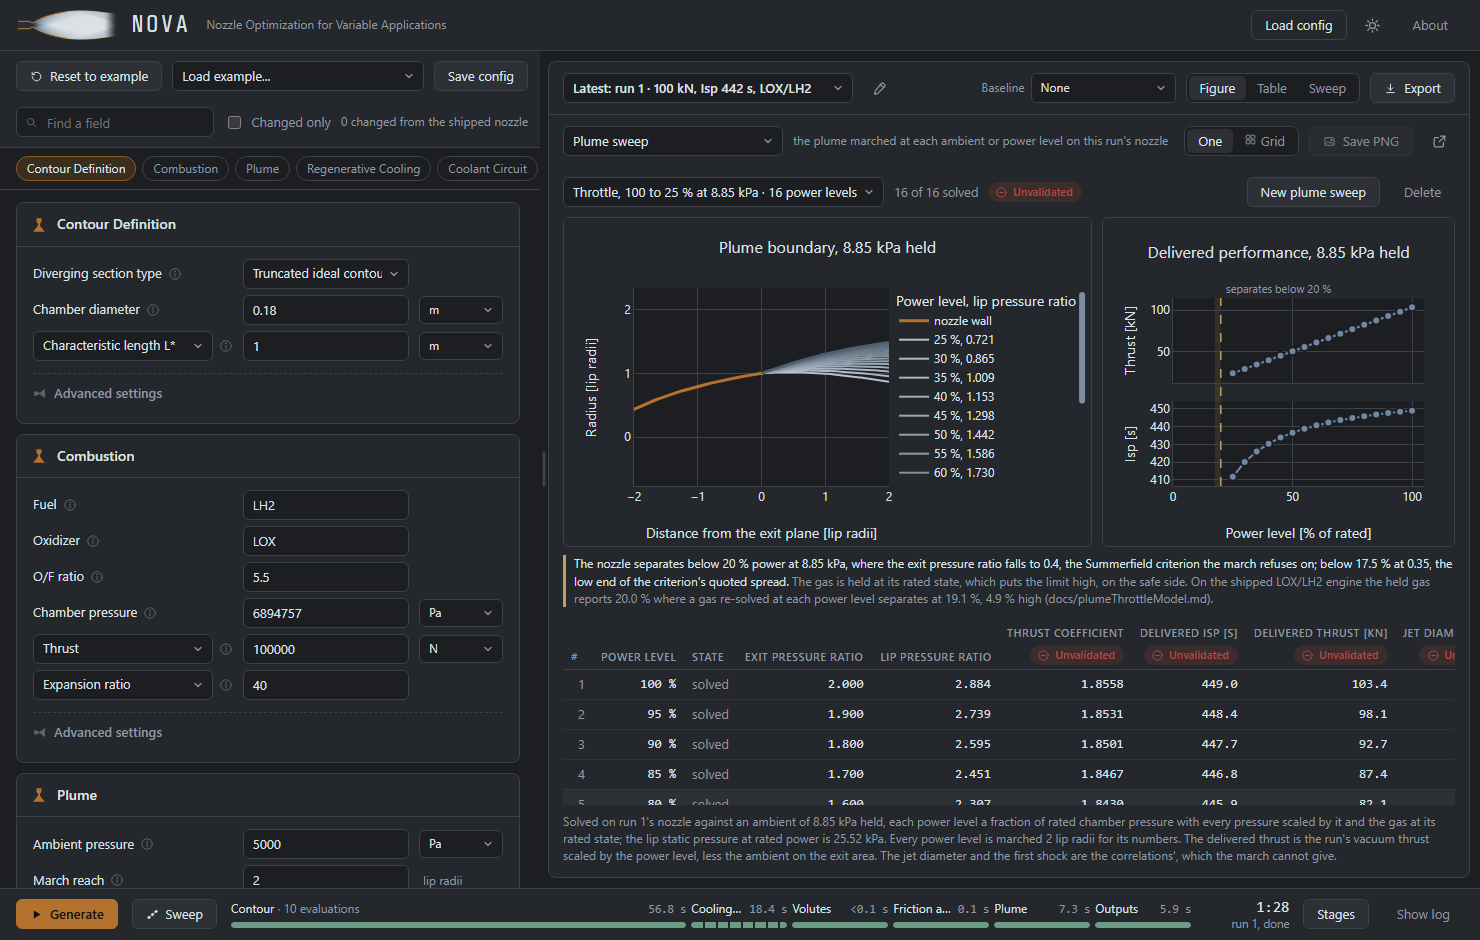 NOVA
Nozzle Optimization for Variable Applications
Load config
About
Reset to example
Load example...
Save config
Find a field
Changed only
0 changed from the shipped nozzle
Contour Definition
Combustion
Plume
Regenerative Cooling
Coolant Circuit
Contour Definition
Diverging section type
Truncated ideal contou
Chamber diameter
0.18
m
Characteristic length L*
1
m
Advanced settings
Combustion
Fuel
LH2
Oxidizer
LOX
O/F ratio
5.5
Chamber pressure
6894757
Pa
Thrust
100000
N
Expansion ratio
40
Advanced settings
Plume
Ambient pressure
5000
Pa
March reach
2
lip radii
Latest: run 1 · 100 kN, Isp 442 s, LOX/LH2
Baseline
None
Figure
Table
Sweep
Export
Plume sweep
the plume marched at each ambient or power level on this run's nozzle
One
Grid
Save PNG
Throttle, 100 to 25 % at 8.85 kPa · 16 power levels
16 of 16 solved
Unvalidated
New plume sweep
Delete
Plume boundary, 8.85 kPa held
Radius [lip radii]
2
1
0
−2
−1
0
1
2
Distance from the exit plane [lip radii]
Power level, lip pressure ratio
nozzle wall
25 %, 0.721
30 %, 0.865
35 %, 1.009
40 %, 1.153
45 %, 1.298
50 %, 1.442
55 %, 1.586
60 %, 1.730
Delivered performance, 8.85 kPa held
separates below 20 %
Thrust [kN]
100
50
Isp [s]
450
440
430
420
410
0
50
100
Power level [% of rated]
The nozzle separates below 20 % power at 8.85 kPa, where the exit pressure ratio falls to 0.4, the Summerfield criterion the march refuses on; below 17.5 % at 0.35, the
low end of the criterion's quoted spread. The gas is held at its rated state, which puts the limit high, on the safe side. On the shipped LOX/LH2 engine the held gas
reports 20.0 % where a gas re-solved at each power level separates at 19.1 %, 4.9 % high (docs/plumeThrottleModel.md).
# POWER LEVEL STATE EXIT PRESSURE RATIO LIP PRESSURE RATIO THRUST COEFFICIENT DELIVERED ISP [S] DELIVERED THRUST [KN] JET DIAM
Unvalidated Unvalidated Unvalidated Un
1 100 % solved 2.000 2.884 1.8558 449.0 103.4
2 95 % solved 1.900 2.739 1.8531 448.4 98.1
3 90 % solved 1.800 2.595 1.8501 447.7 92.7
4 85 % solved 1.700 2.451 1.8467 446.8 87.4
5 80 % solved 1.600 2.307 1.8430 445.9 82.1
Solved on run 1's nozzle against an ambient of 8.85 kPa held, each power level a fraction of rated chamber pressure with every pressure scaled by it and the gas at its
rated state; the lip static pressure at rated power is 25.52 kPa. Every power level is marched 2 lip radii for its numbers. The delivered thrust is the run's vacuum thrust
scaled by the power level, less the ambient on the exit area. The jet diameter and the first shock are the correlations', which the march cannot give.
Generate
Sweep
Contour · 10 evaluations 56.8 s
Cooling... 18.4 s
Volutes <0.1 s
Friction a... 0.1 s
Plume 7.3 s
Outputs 5.9 s
1:28
run 1, done
Stages
Show log